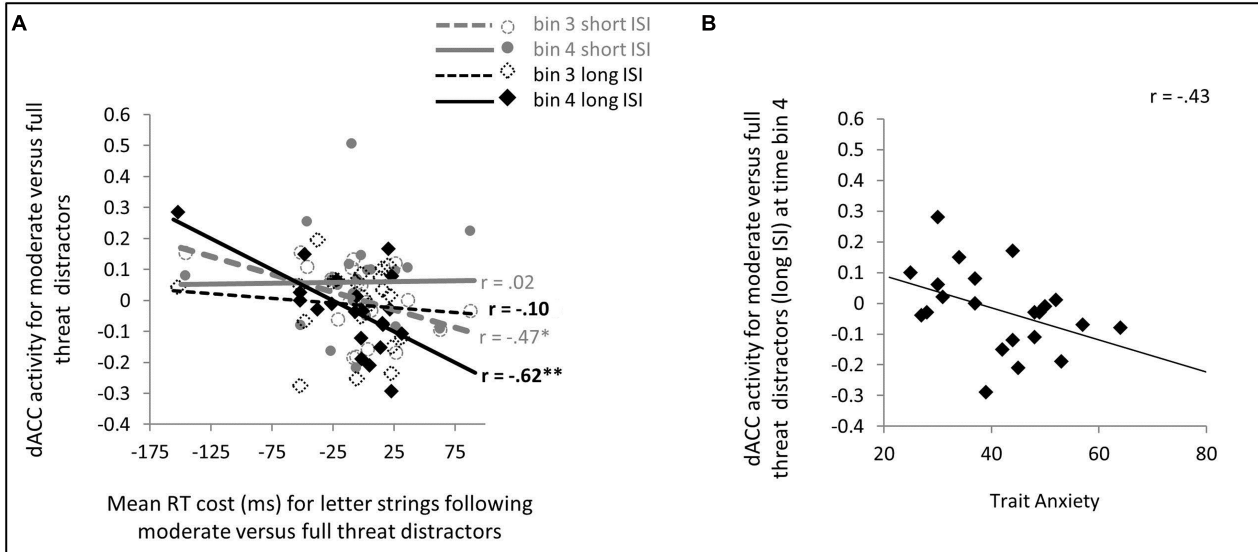 A
bin 3 short ISI
bin 4 short ISI
bin 3 long ISI
bin 4 long ISI
dACC activity for moderate versus full
threat distractors
0.6
0.5
0.4
0.3
0.2
0.1
0
-0.1
-0.2
-0.3
-0.4
-175
-125
-75
-25
25
75
r = .02
r = -.10
r = -.47*
r = -.62**
Mean RT cost (ms) for letter strings following
moderate versus full threat distractors
B
r = -.43
dACC activity for moderate versus full
threat distractors (long ISI) at time bin 4
0.6
0.5
0.4
0.3
0.2
0.1
0
-0.1
-0.2
-0.3
-0.4
20
40
60
80
Trait Anxiety